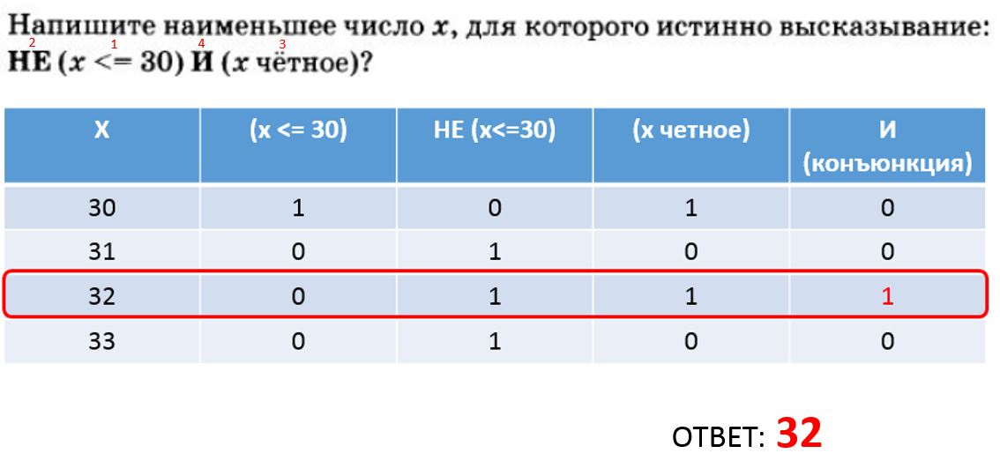 Напишите наименьшее число x, для которого истинно высказывание:
2 1 4 3
НЕ (x <= 30) И (x чётное)?
X (x <= 30) НЕ (x<=30) (x четное) И (конъюнкция)
30 1 0 1 0
31 0 1 0 0
32 0 1 1 1
33 0 1 0 0
ОТВЕТ: 32